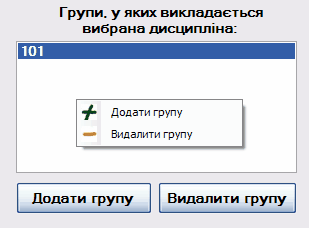 Групи, у яких викладається
вибрана дисципліна:
101
Додати групу
Видалити групу
Додати групу Видалити групу